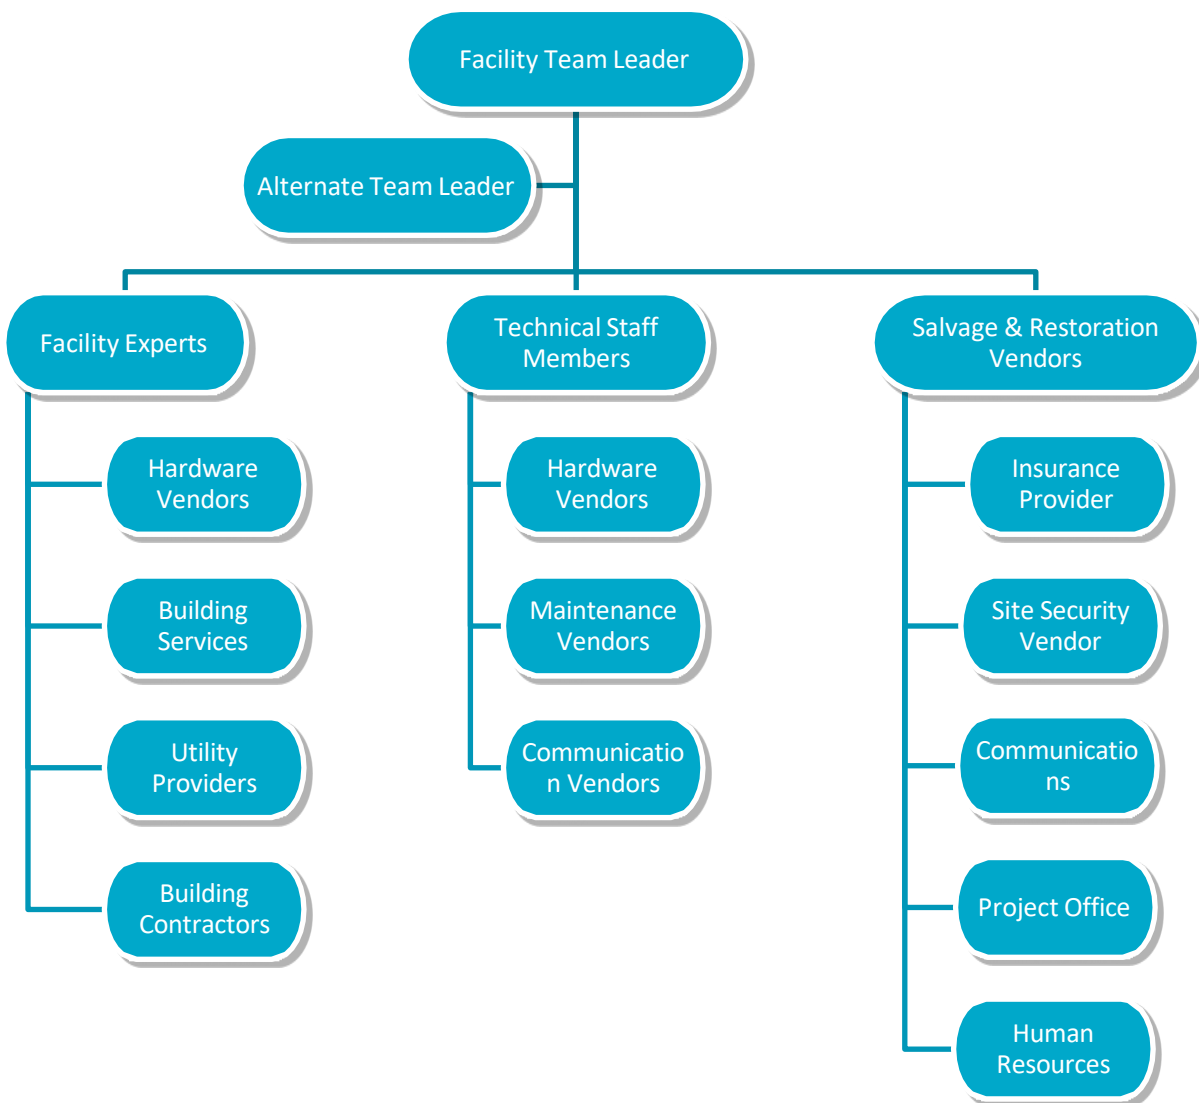 Facility Team Leader
Alternate Team Leader
Facility Experts
Hardware
Vendors
Building
Services
Utility
Providers
Building
Contractors
Technical Staff
Members
Hardware
Vendors
Maintenance
Vendors
Communicatio
n Vendors
Salvage & Restoration
Vendors
Insurance
Provider
Site Security
Vendor
Communicatio
ns
Project Office
Human
Resources